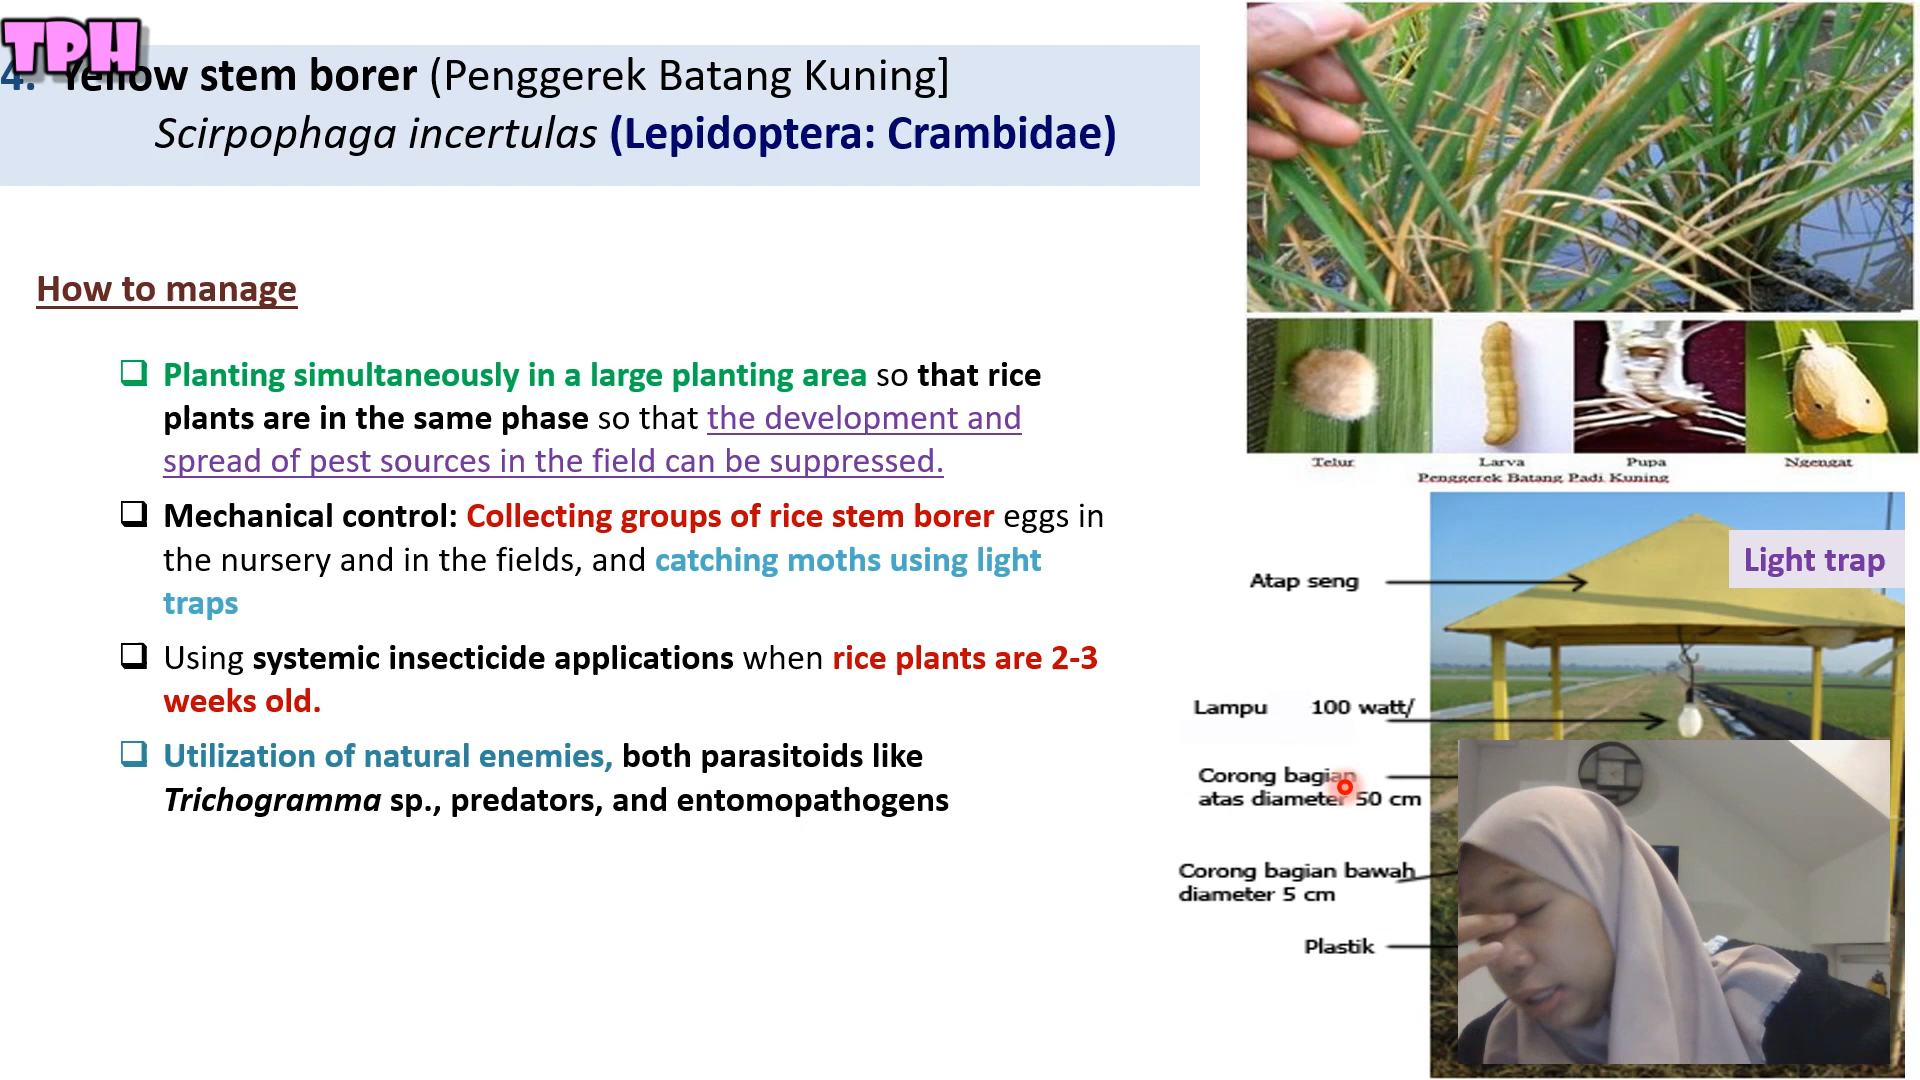 TPH
4. Yellow stem borer (Penggerek Batang Kuning]
Scirpophaga incertulas (Lepidoptera: Crambidae)
How to manage
Planting simultaneously in a large planting area so that rice
plants are in the same phase so that the development and
spread of pest sources in the field can be suppressed.
Mechanical control: Collecting groups of rice stem borer eggs in
the nursery and in the fields, and catching moths using light
traps
Using systemic insecticide applications when rice plants are 2-3
weeks old.
Utilization of natural enemies, both parasitoids like
Trichogramma sp., predators, and entomopathogens
Telur
Larva
Pupa
Ngengat
Penggerek Batang Padi Kuning
Light trap
Atap seng
Lampu 100 watt/
Corong bagian
atas diameter 50 cm
Corong bagian bawah
diameter 5 cm
Plastik